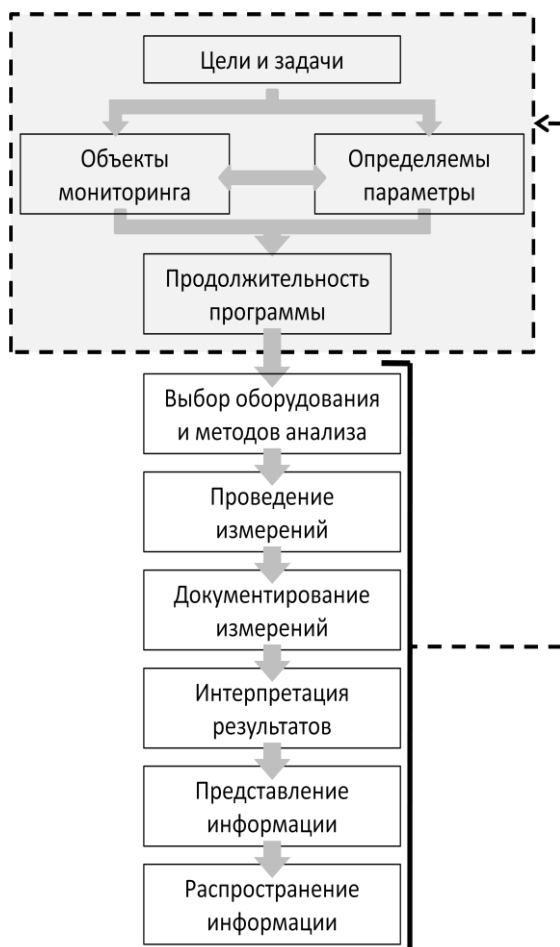 Цели и задачи
Объекты
мониторинга
Определяемы
параметры
Продолжительность
программы
Выбор оборудования
и методов анализа
Проведение
измерений
Документирование
измерений
Интерпретация
результатов
Представление
информации
Распространение
информации